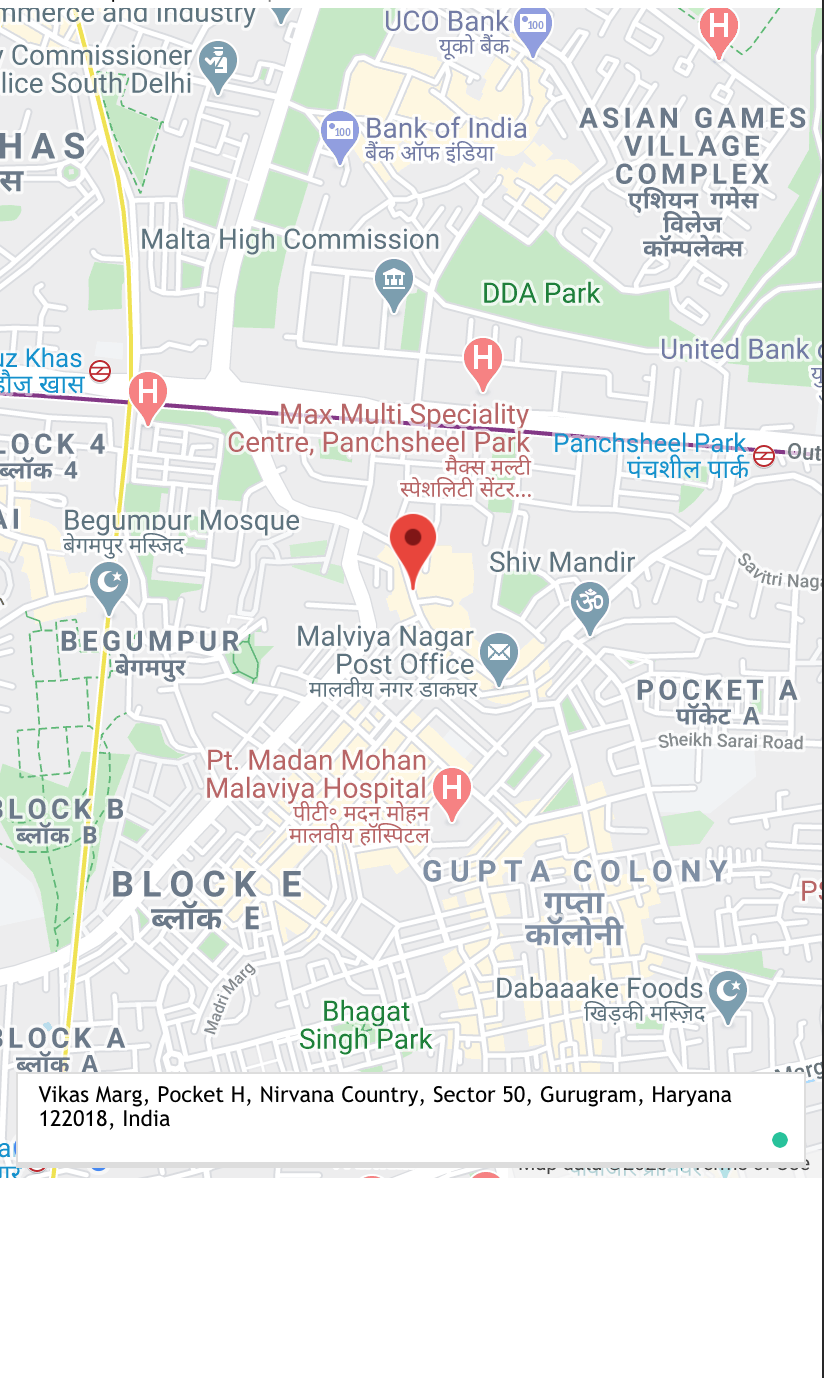 mmerce and Industry
UCO Bank
यूको बैंक
Commissioner
lice South Delhi
Bank of India
बैंक ऑफ इंडिया
ASIAN GAMES
VILLAGE
COMPLEX
एशियन गमेस
विलेज
कॉम्पलेक्स
HAS
स
Malta High Commission
DDA Park
United Bank
uz Khas
हौज़ खास
Max Multi Speciality
Centre, Panchsheel Park
मैक्स मल्टी
स्पेशलिटी सेंटर...
Panchsheel Park
पंचशील पार्क
Out
LOCK 4
ब्लॉक 4
AI
Begumpur Mosque
बेगमपुर मस्जिद
Shiv Mandir
Savitri Naga
BEGUMPUR
बेगमपुर
Malviya Nagar
Post Office
मालवीय नगर डाकघर
POCKET A
पॉकेट A
Sheikh Sarai Road
Pt. Madan Mohan
Malaviya Hospital
पीटी॰ मदन मोहन
मालवीय हॉस्पिटल
BLOCK B
ब्लॉक B
BLOCK E
ब्लॉक E
GUPTA COLONY
गुप्ता
कॉलोनी
PS
Madri Marg
Dabaaake Foods
खिड़की मस्ज़िद
Bhagat
Singh Park
BLOCK A
ब्लॉक A
Marg
Vikas Marg, Pocket H, Nirvana Country, Sector 50, Gurugram, Haryana
122018, India